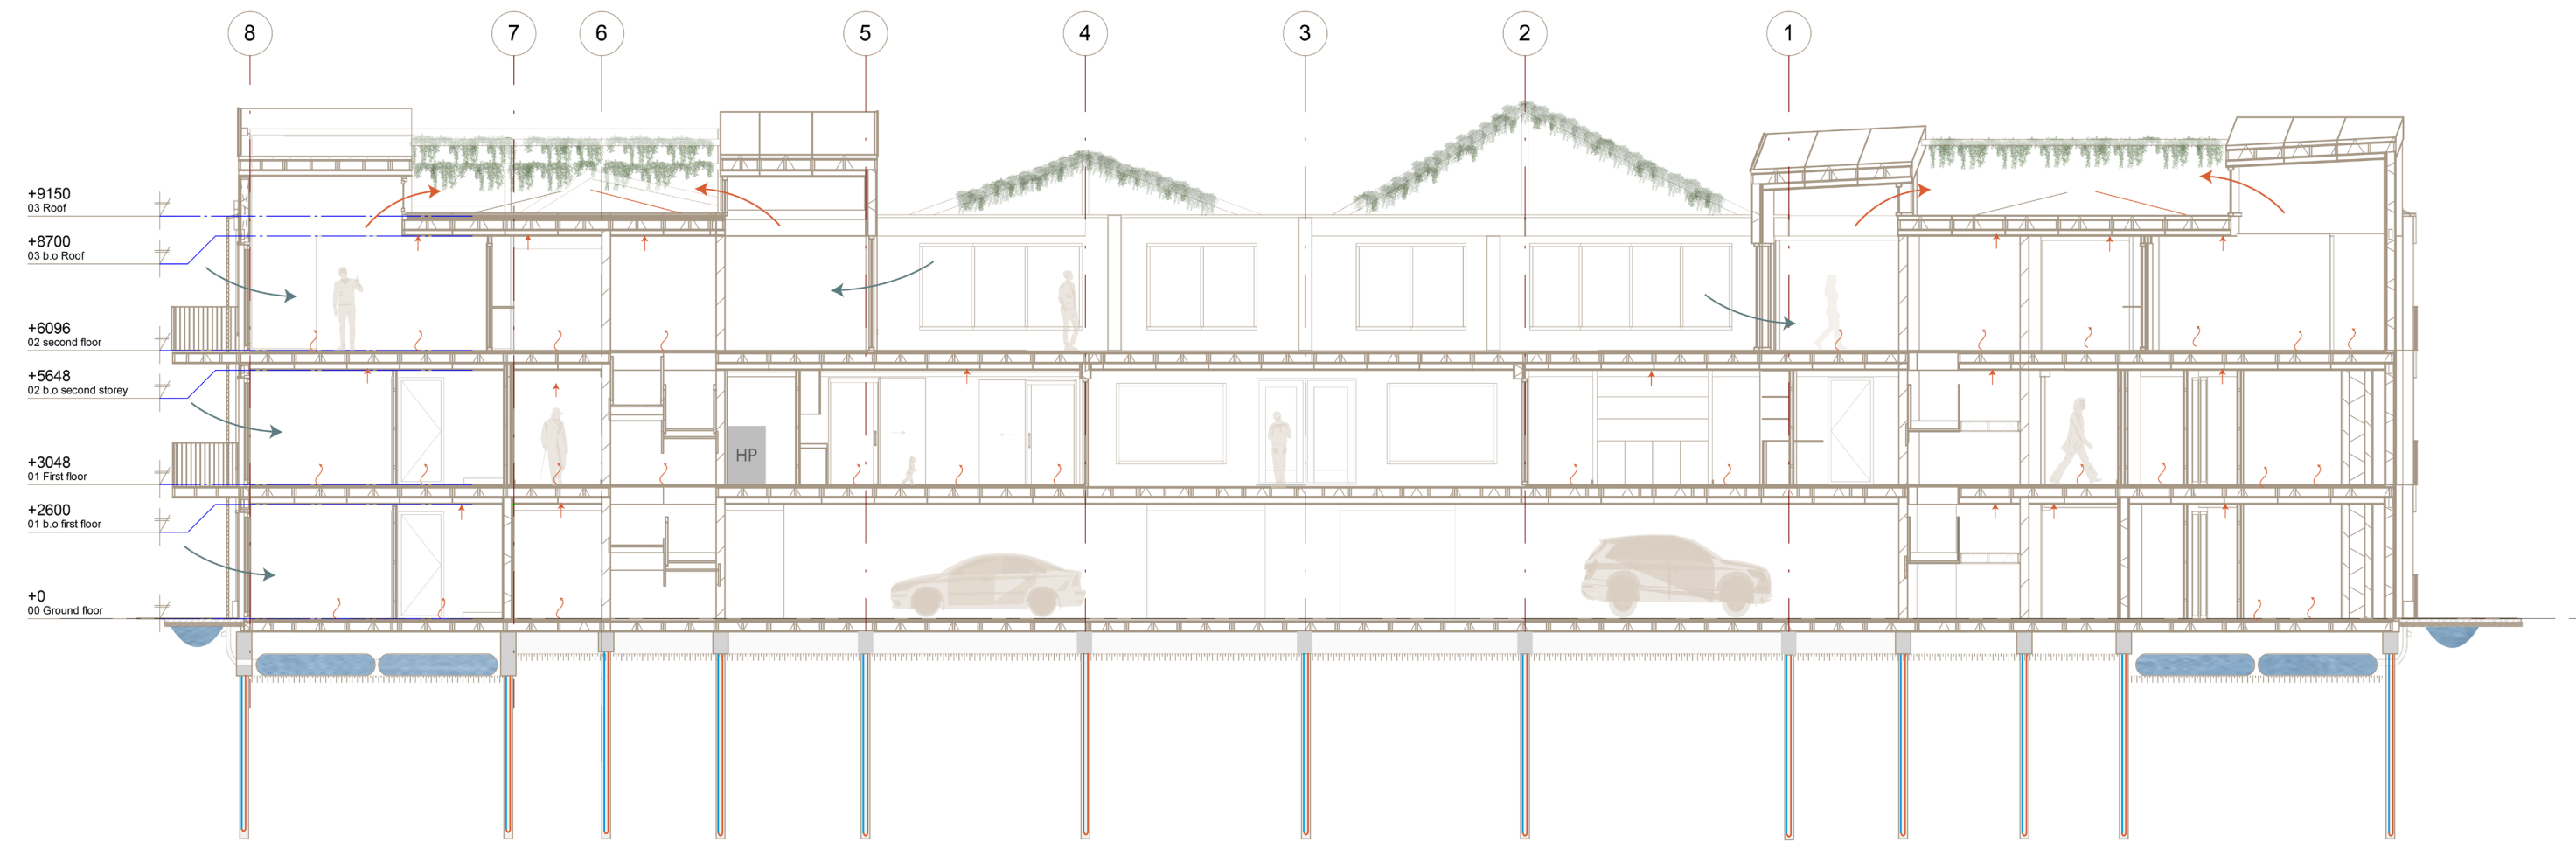 8 7 6 5 4 3 2 1
+9150
03 Roof
+8700
03 b.o Roof
+6096
02 second floor
+5648
02 b.o second storey
+3048
01 First floor
HP
+2600
01 b.o first floor
+0
00 Ground floor